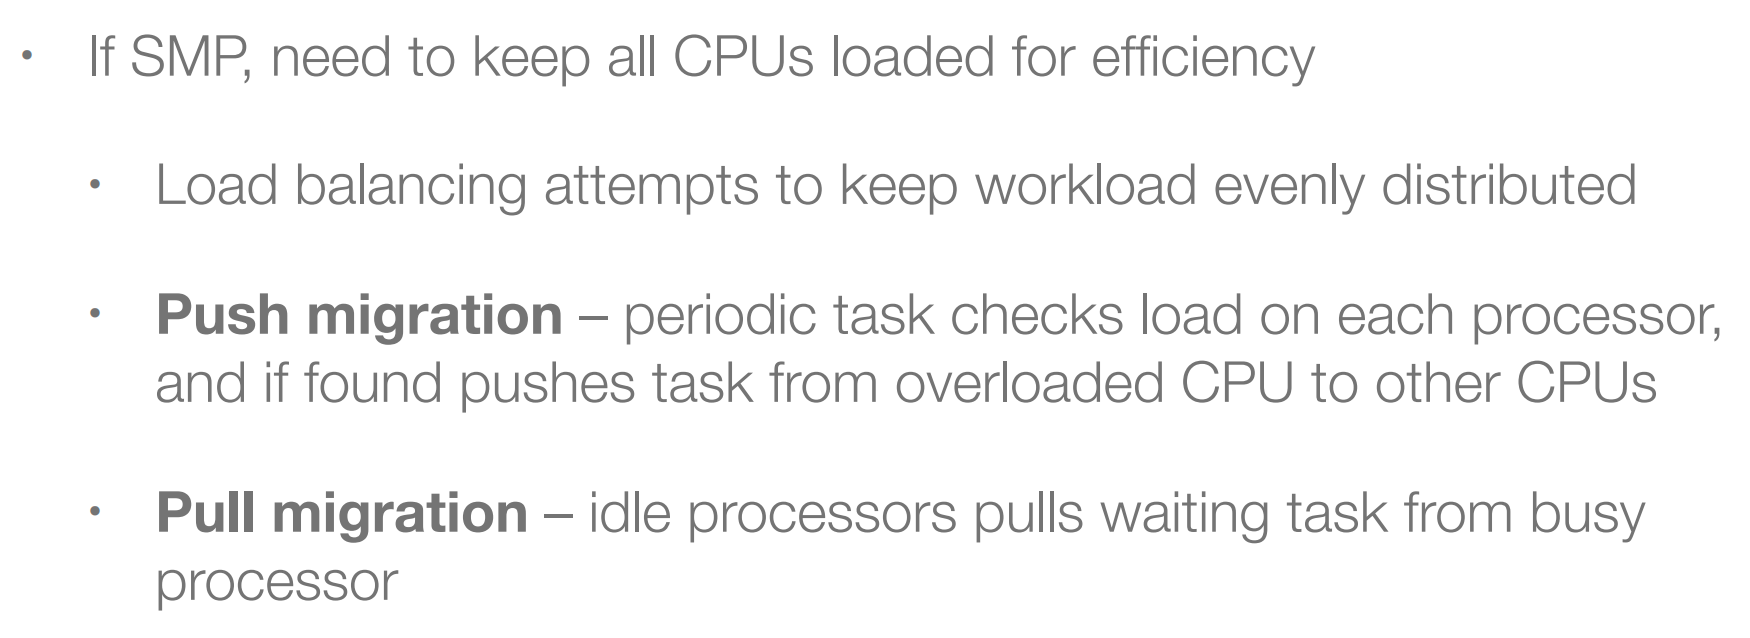 • If SMP, need to keep all CPUs loaded for efficiency
• Load balancing attempts to keep workload evenly distributed
• Push migration – periodic task checks load on each processor,
and if found pushes task from overloaded CPU to other CPUs
• Pull migration – idle processors pulls waiting task from busy
processor